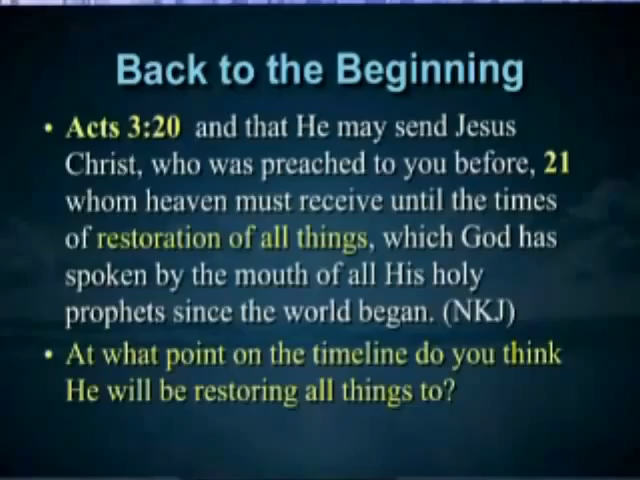 Back to the Beginning
• Acts 3:20 and that He may send Jesus
Christ, who was preached to you before, 21
whom heaven must receive until the times
of restoration of all things, which God has
spoken by the mouth of all His holy
prophets since the world began. (NKJ)
• At what point on the timeline do you think
He will be restoring all things to?